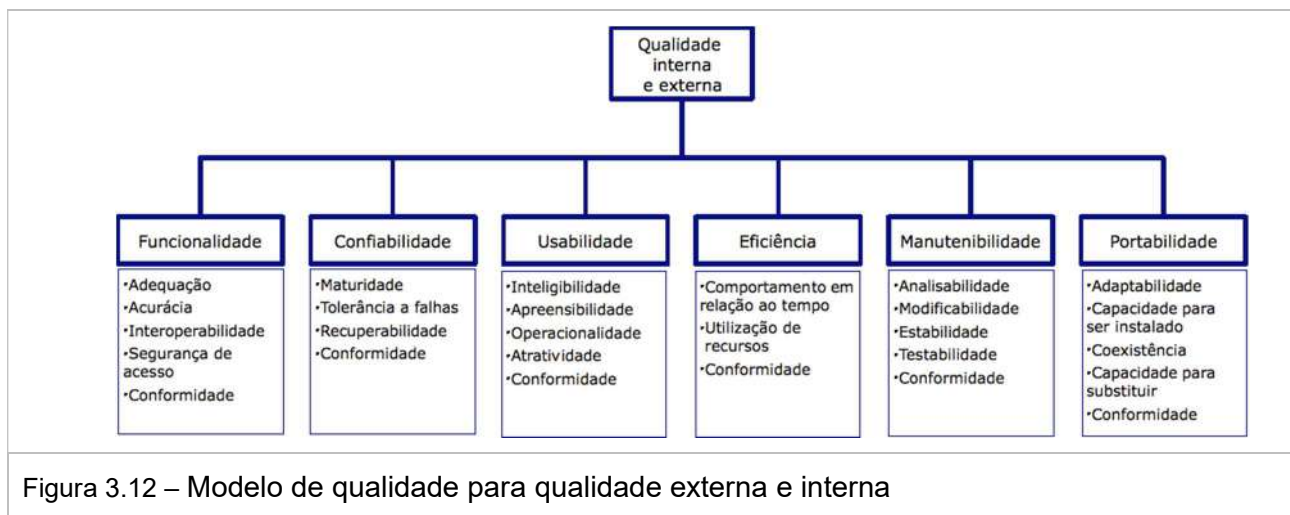 Qualidade
interna
e externa
Funcionalidade
•Adequação
•Acurácia
•Interoperabilidade
•Segurança de
acesso
•Conformidade
Confiabilidade
•Maturidade
•Tolerância a falhas
•Recuperabilidade
•Conformidade
Usabilidade
•Inteligibilidade
•Apreensibilidade
•Operacionalidade
•Atratividade
•Conformidade
Eficiência
•Comportamento em
relação ao tempo
•Utilização de
recursos
•Conformidade
Manutenibilidade
•Analisabilidade
•Modificabilidade
•Estabilidade
•Testabilidade
•Conformidade
Portabilidade
•Adaptabilidade
•Capacidade para
ser instalado
•Coexistência
•Capacidade para
substituir
•Conformidade
Figura 3.12 – Modelo de qualidade para qualidade externa e interna